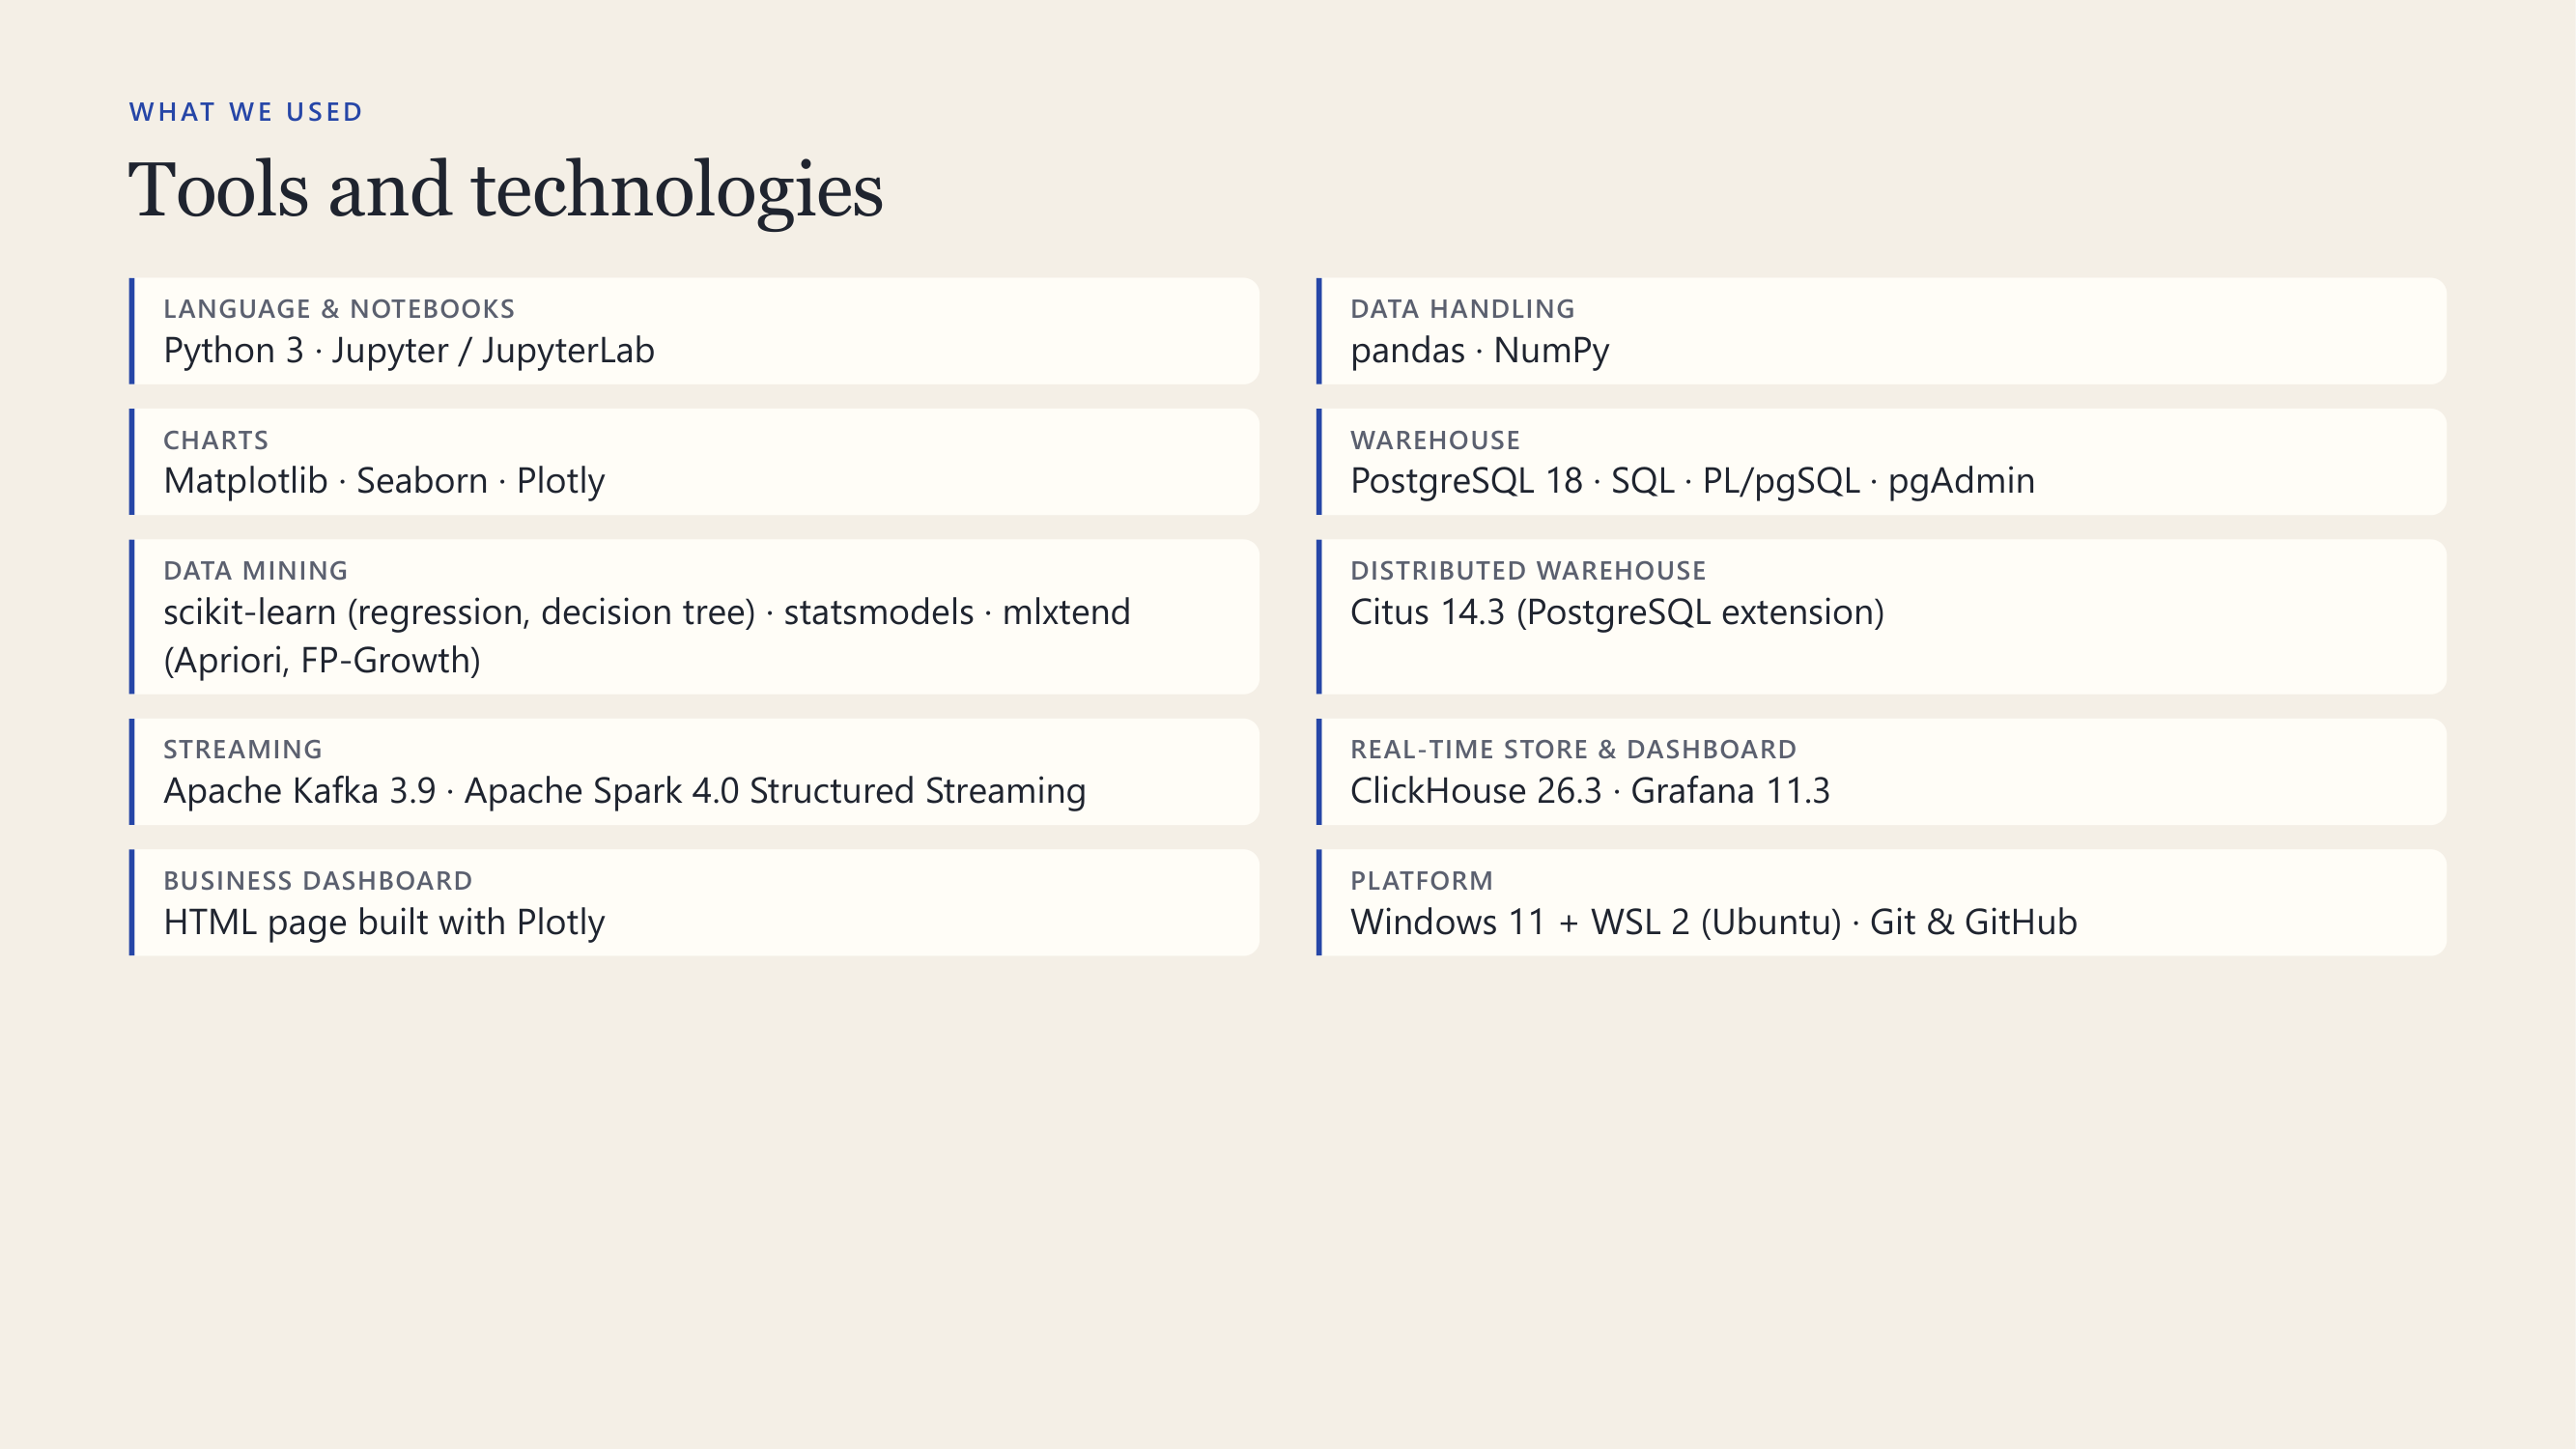 WHAT WE USED
Tools and technologies
LANGUAGE & NOTEBOOKS
Python 3 · Jupyter / JupyterLab
DATA HANDLING
pandas · NumPy
CHARTS
Matplotlib · Seaborn · Plotly
WAREHOUSE
PostgreSQL 18 · SQL · PL/pgSQL · pgAdmin
DATA MINING
scikit-learn (regression, decision tree) · statsmodels · mlxtend
(Apriori, FP-Growth)
DISTRIBUTED WAREHOUSE
Citus 14.3 (PostgreSQL extension)
STREAMING
Apache Kafka 3.9 · Apache Spark 4.0 Structured Streaming
REAL-TIME STORE & DASHBOARD
ClickHouse 26.3 · Grafana 11.3
BUSINESS DASHBOARD
HTML page built with Plotly
PLATFORM
Windows 11 + WSL 2 (Ubuntu) · Git & GitHub